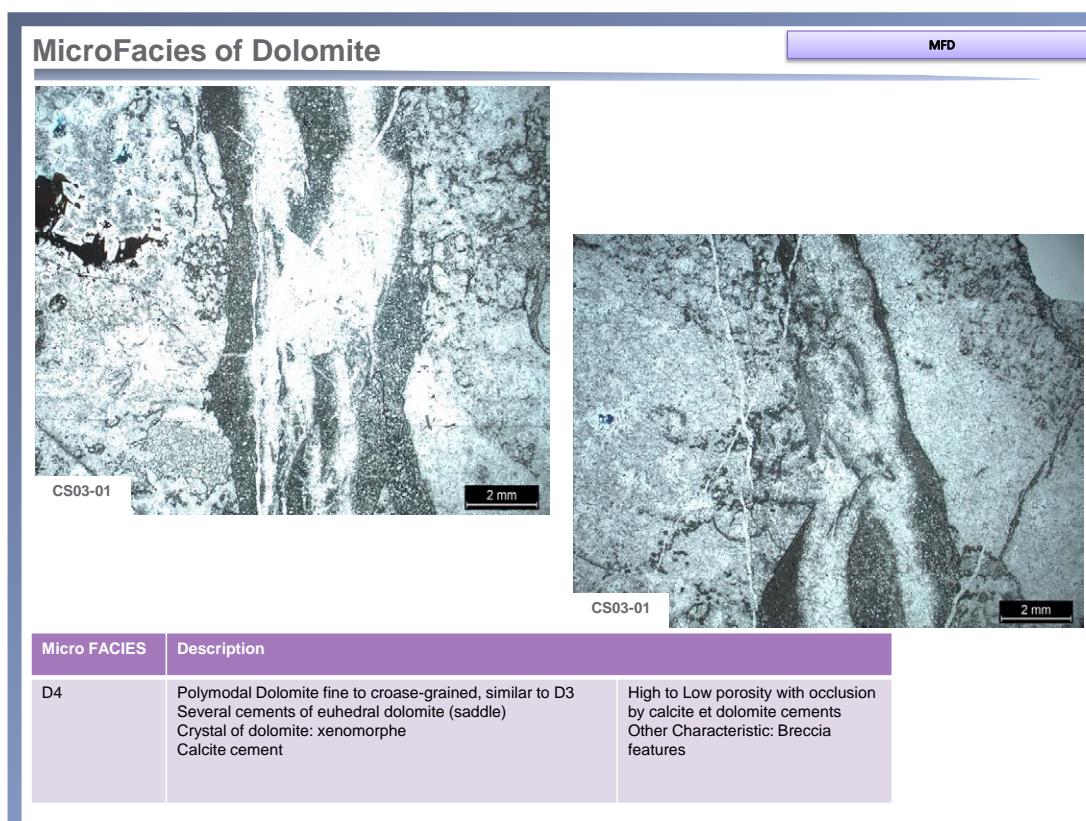 MicroFacies of Dolomite
MFD
CS03-01
2 mm
CS03-01
2 mm
Micro FACIES
Description
D4
Polymodal Dolomite fine to croase-grained, similar to D3
Several cements of euhedral dolomite (saddle)
Crystal of dolomite: xenomorphe
Calcite cement
High to Low porosity with occlusion
by calcite et dolomite cements
Other Characteristic: Breccia
features